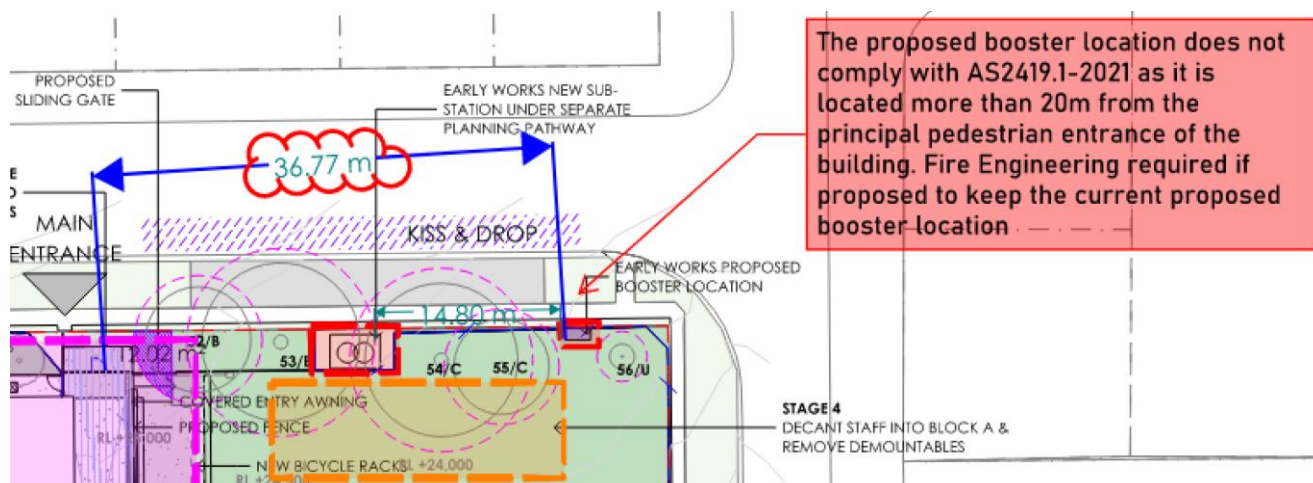 The proposed booster location does not
comply with AS2419.1-2021 as it is
located more than 20m from the
principal pedestrian entrance of the
building. Fire Engineering required if
proposed to keep the current proposed
booster location
PROPOSED
SLIDING GATE
EARLY WORKS NEW SUB-
STATION UNDER SEPARATE
PLANNING PATHWAY
36.77 m
E
S
MAIN
ENTRANCE
KISS & DROP
EARLY WORKS PROPOSED
BOOSTER LOCATION
14.80 m
2/B
12.02 m²
53/B
54/C
55/C
56/U
COVERED ENTRY AWNING
PROPOSED FENCE
STAGE 4
DECANT STAFF INTO BLOCK A &
REMOVE DEMOUNTABLES
NEW BICYCLE RACKS
RL +24,000